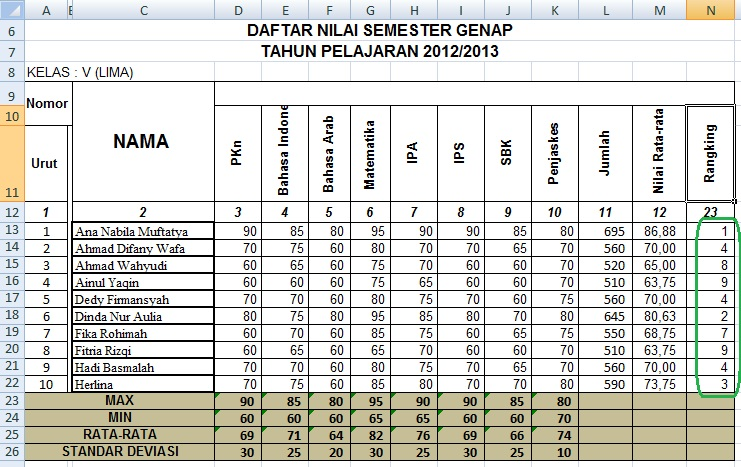 A C D E F G H I J K L M N
6 DAFTAR NILAI SEMESTER GENAP
7 TAHUN PELAJARAN 2012/2013
8 KELAS : V (LIMA)
9
10 Nomor
11 Urut NAMA PKn Bahasa Indone Bahasa Arab Matematika IPA IPS SBK Penjaskes Jumlah Nilai Rata-rata Rangking
12 1 2 3 4 5 6 7 8 9 10 11 12 23
13 1 Ana Nabila Muftatya 90 85 80 95 90 90 85 80 695 86,88 1
14 2 Ahmad Difany Wafa 70 75 60 80 70 70 65 70 560 70,00 4
15 3 Ahmad Wahyudi 60 65 60 75 70 60 60 70 520 65,00 8
16 4 Ainul Yaqin 60 60 60 75 65 60 60 70 510 63,75 9
17 5 Dedy Firmansyah 70 70 60 80 75 70 60 75 560 70,00 4
18 6 Dinda Nur Aulia 80 75 80 95 85 80 70 80 645 80,63 2
19 7 Fika Rohimah 60 70 60 85 75 60 65 75 550 68,75 7
20 8 Fitria Rizqi 60 65 60 65 70 60 60 70 510 63,75 9
21 9 Hadi Basmalah 70 70 60 80 75 70 65 70 560 70,00 4
22 10 Herlina 70 75 60 85 80 70 70 80 590 73,75 3
23 MAX 90 85 80 95 90 90 85 80
24 MIN 60 60 60 65 65 60 60 70
25 RATA-RATA 69 71 64 82 76 69 66 74
26 STANDAR DEVIASI 30 25 20 30 25 30 25 10